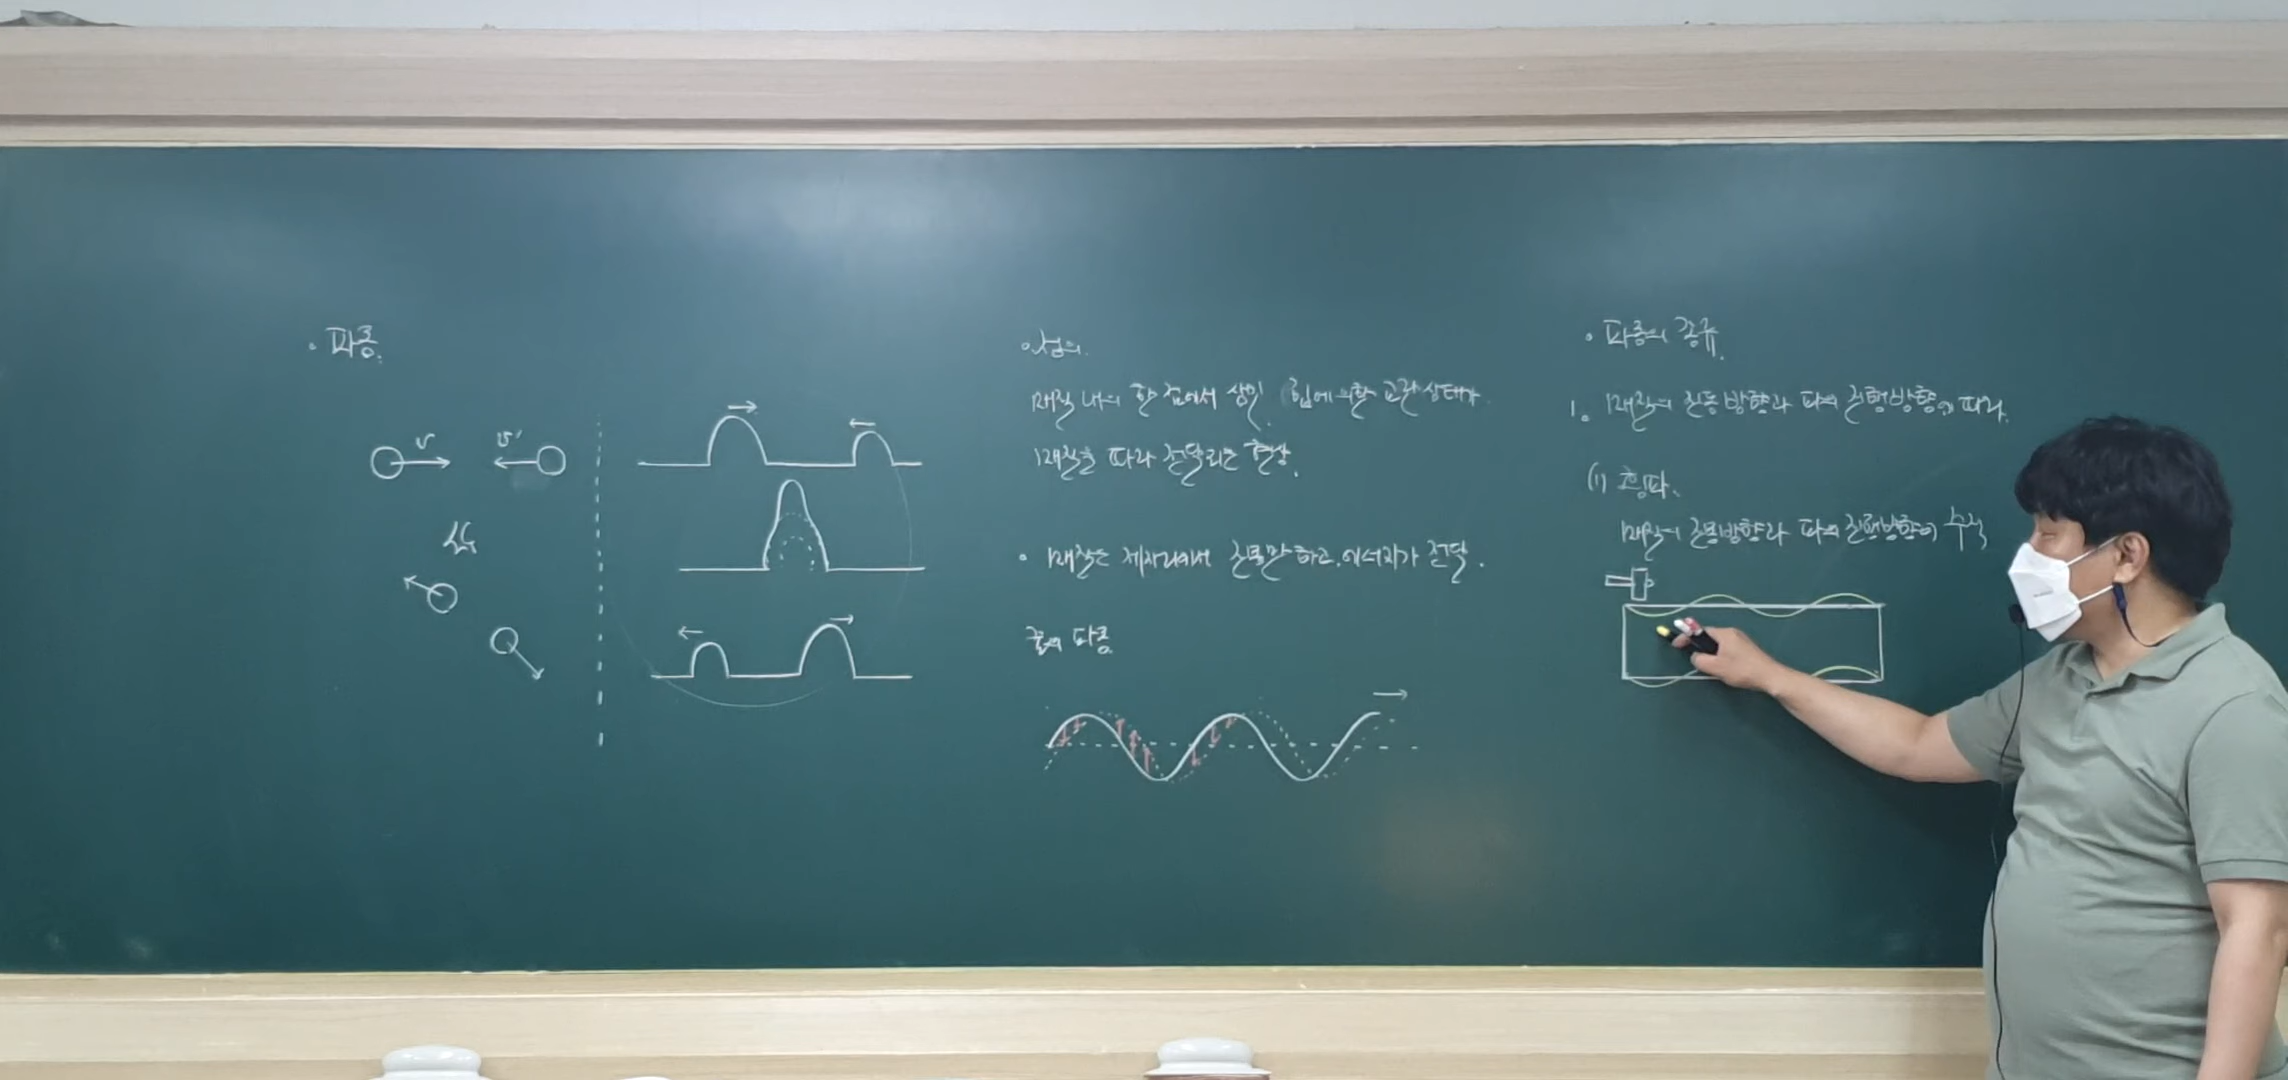 · 파동.
v
v'
정의.
매질 내의 한 점에서 생긴 힘에 의한 교란상태가
매질을 따라 전달되는 현상.
· 매질은 제자리에서 진동만 하고, 에너지가 전달.
파동
· 파동의 종류.
1. 매질의 진동방향과 파의 진행방향에 따라.
(1) 횡파.
매질의 진동방향과 파의 진행방향이 수직